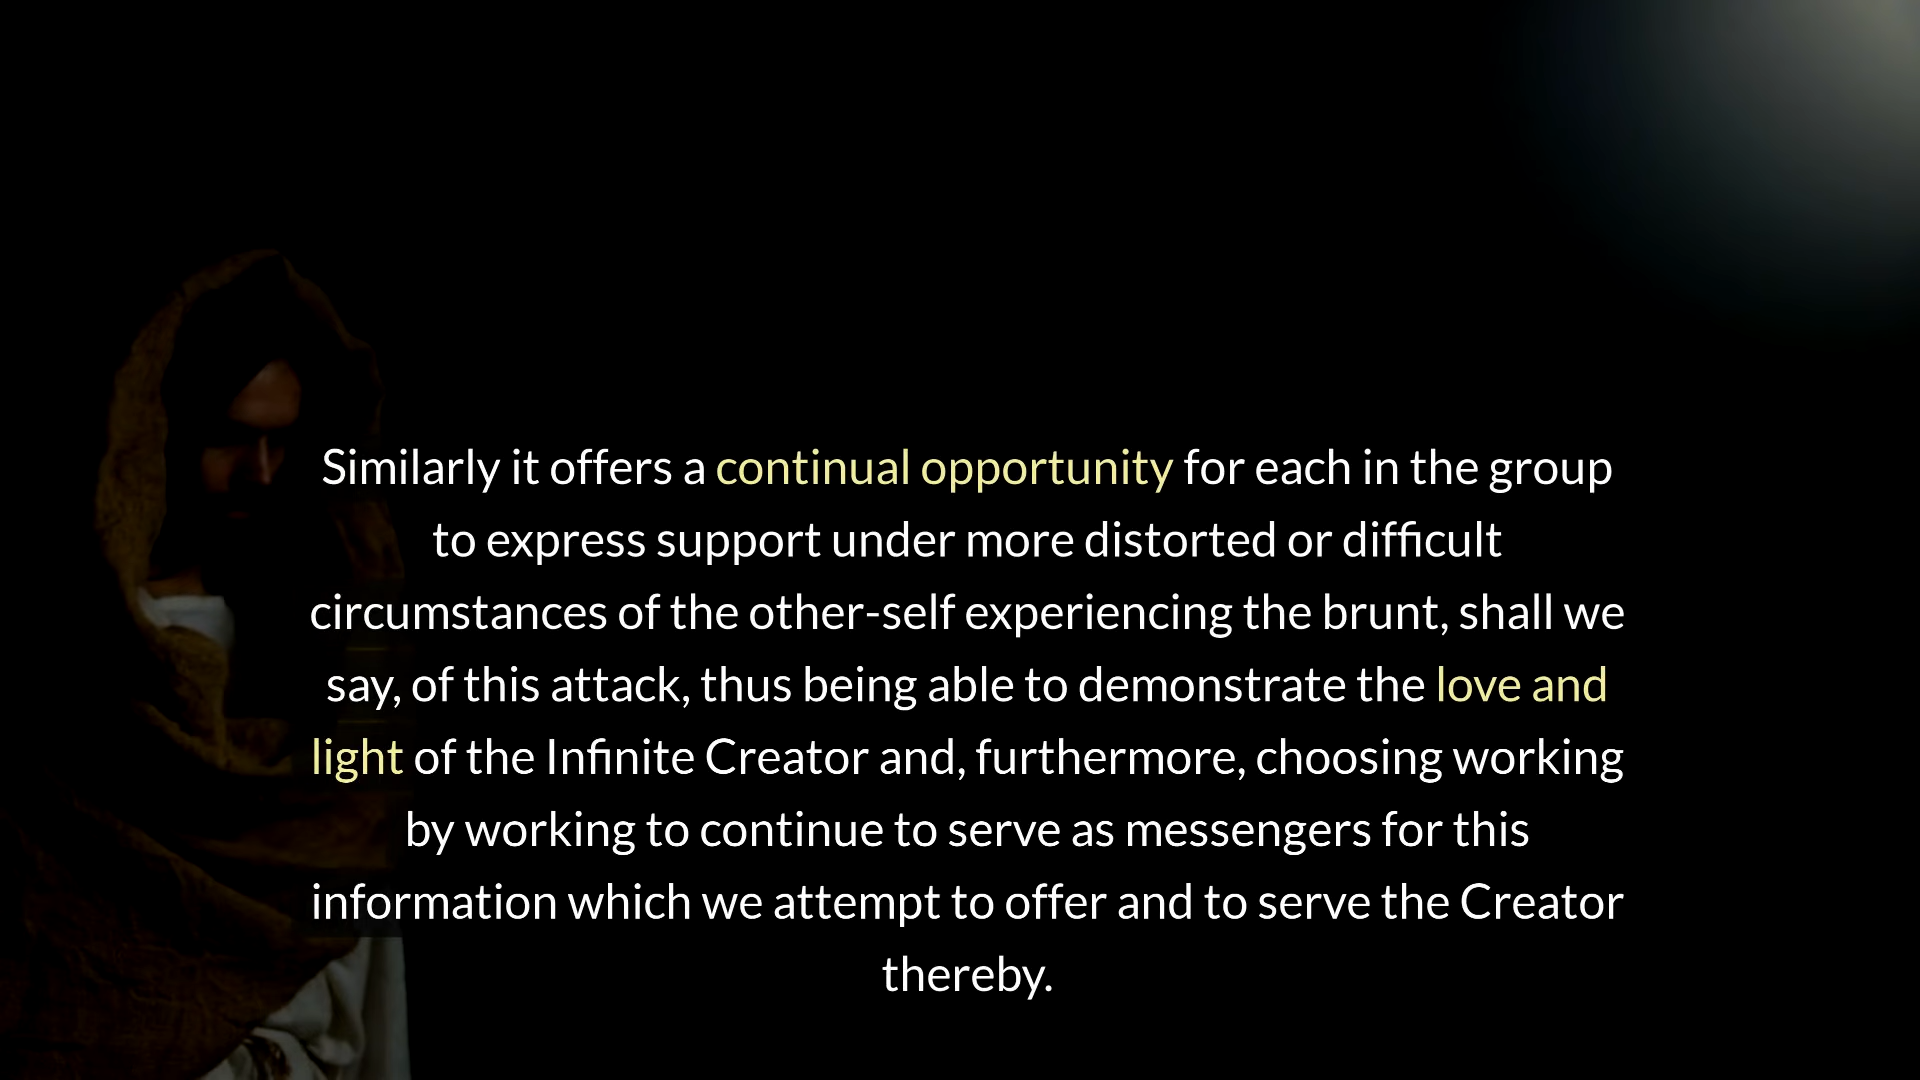 Similarly it offers a continual opportunity for each in the group
to express support under more distorted or difficult
circumstances of the other-self experiencing the brunt, shall we
say, of this attack, thus being able to demonstrate the love and
light of the Infinite Creator and, furthermore, choosing working
by working to continue to serve as messengers for this
information which we attempt to offer and to serve the Creator
thereby.